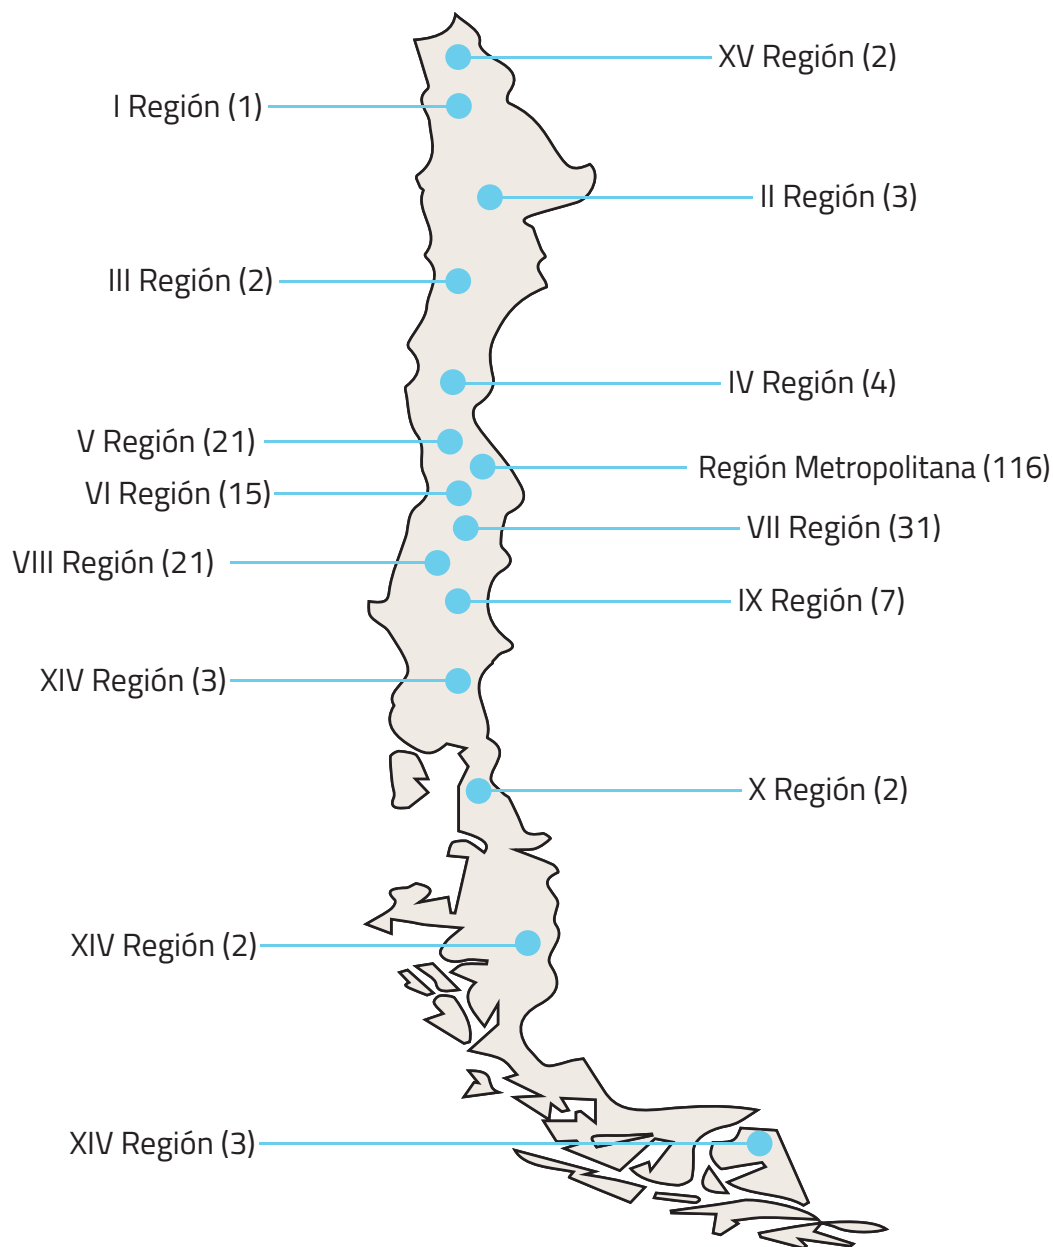 XV Región (2)
I Región (1)
II Región (3)
III Región (2)
IV Región (4)
V Región (21)
Región Metropolitana (116)
VI Región (15)
VII Región (31)
VIII Región (21)
IX Región (7)
XIV Región (3)
X Región (2)
XIV Región (2)
XIV Región (3)